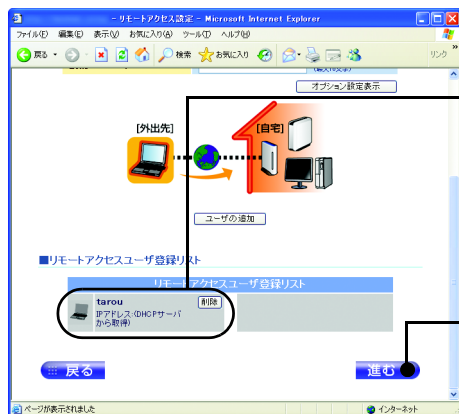 - リモートアクセス設定 - Microsoft Internet Explorer
ファイル(F) 編集(E) 表示(V) お気に入り(A) ツール(T) ヘルプ(H)
戻る 検索 お気に入り リンク
オプション設定表示
[外出先] [自宅]
ユーザの追加
■リモートアクセスユーザ登録リスト
リモートアクセスユーザ登録リスト
tarou 削除
IPアドレス:(DHCPサーバ
から取得)
戻る 進む
ページが表示されました インターネット